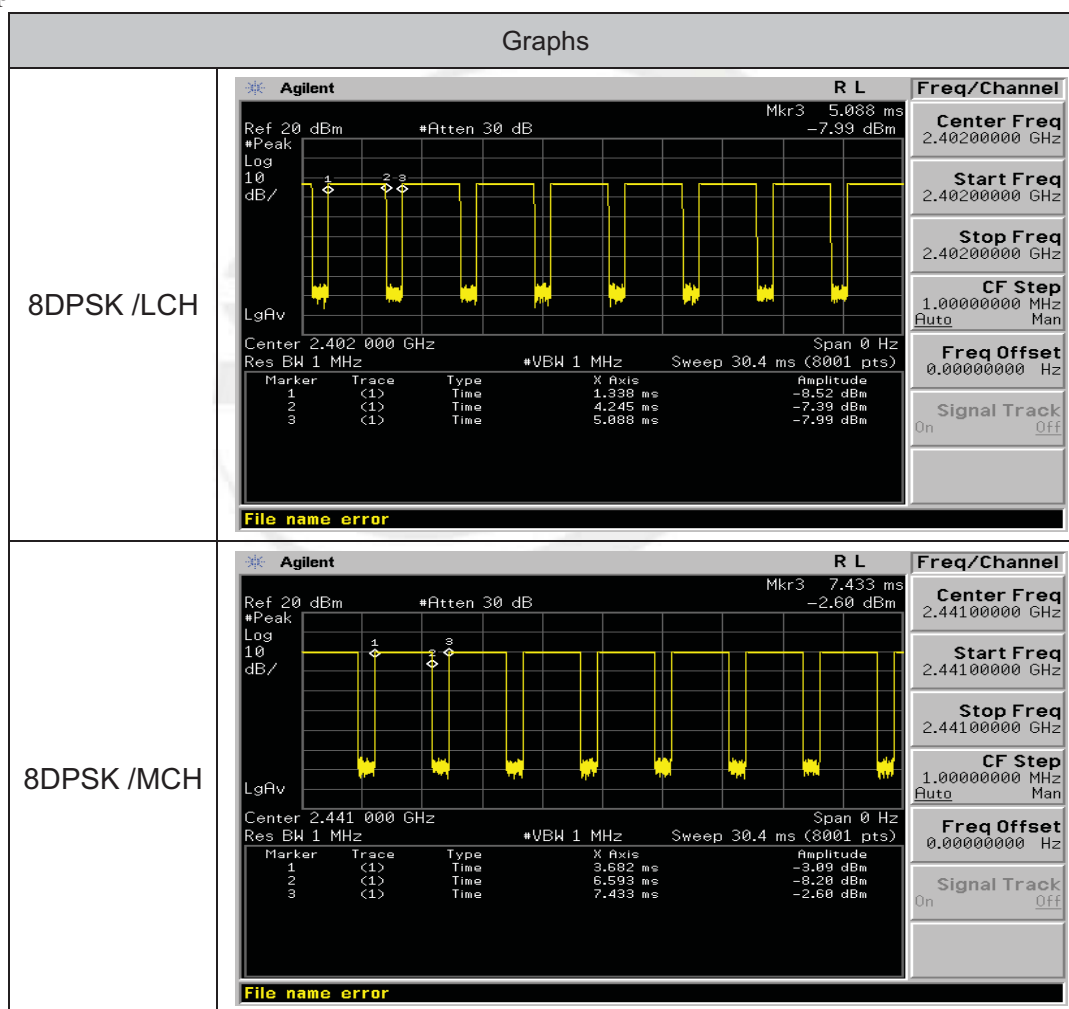 Graphs
8DPSK /LCH
Agilent R L
Mkr3 5.088 ms
Ref 20 dBm #Atten 30 dB -7.99 dBm
#Peak
Log
10
dB/
1 2 3
LgAv
Center 2.402 000 GHz Span 0 Hz
Res BW 1 MHz #VBW 1 MHz Sweep 30.4 ms (8001 pts)
Marker Trace Type X Axis Amplitude
1 (1) Time 1.338 ms -8.52 dBm
2 (1) Time 4.245 ms -7.39 dBm
3 (1) Time 5.088 ms -7.99 dBm
File name error
Freq/Channel
Center Freq
2.40200000 GHz
Start Freq
2.40200000 GHz
Stop Freq
2.40200000 GHz
CF Step
1.00000000 MHz
Auto Man
Freq Offset
0.00000000 Hz
Signal Track
On Off
8DPSK /MCH
Agilent R L
Mkr3 7.433 ms
Ref 20 dBm #Atten 30 dB -2.60 dBm
#Peak
Log
10
dB/
1 2 3
LgAv
Center 2.441 000 GHz Span 0 Hz
Res BW 1 MHz #VBW 1 MHz Sweep 30.4 ms (8001 pts)
Marker Trace Type X Axis Amplitude
1 (1) Time 3.682 ms -3.09 dBm
2 (1) Time 6.593 ms -8.20 dBm
3 (1) Time 7.433 ms -2.60 dBm
File name error
Freq/Channel
Center Freq
2.44100000 GHz
Start Freq
2.44100000 GHz
Stop Freq
2.44100000 GHz
CF Step
1.00000000 MHz
Auto Man
Freq Offset
0.00000000 Hz
Signal Track
On Off